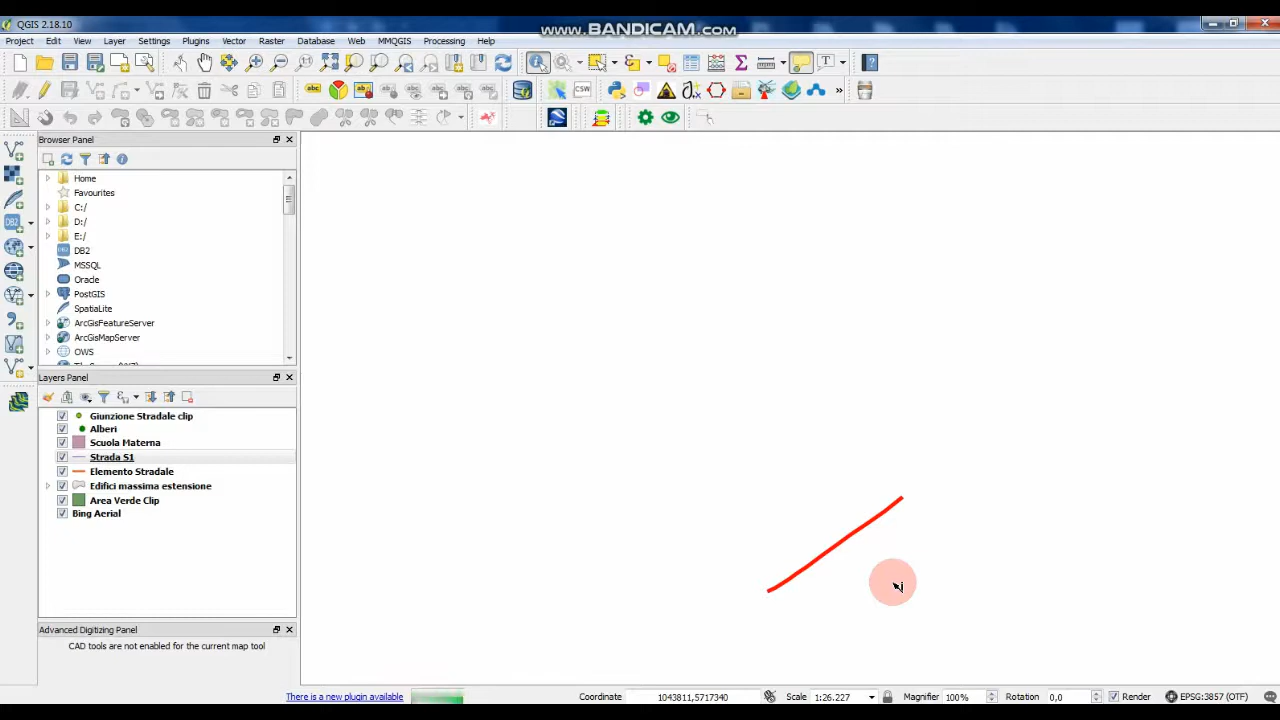 QGIS 2.18.10
www.BANDICAM.com
Project Edit View Layer Settings Plugins Vector Raster Database Web MMQGIS Processing Help
abc CSW
Browser Panel
Home
Favourites
C:/
D:/
E:/
DB2
MSSQL
Oracle
PostGIS
SpatiaLite
ArcGisFeatureServer
ArcGisMapServer
OWS
Layers Panel
Giunzione Stradale clip
Alberi
Scuola Materna
Strada S1
Elemento Stradale
Edifici massima estensione
Area Verde Clip
Bing Aerial
Advanced Digitizing Panel
CAD tools are not enabled for the current map tool
There is a new plugin available Coordinate 1043811,5717340 Scale 1:26.227 Magnifier 100% Rotation 0,0 Render EPSG:3857 (OTF)